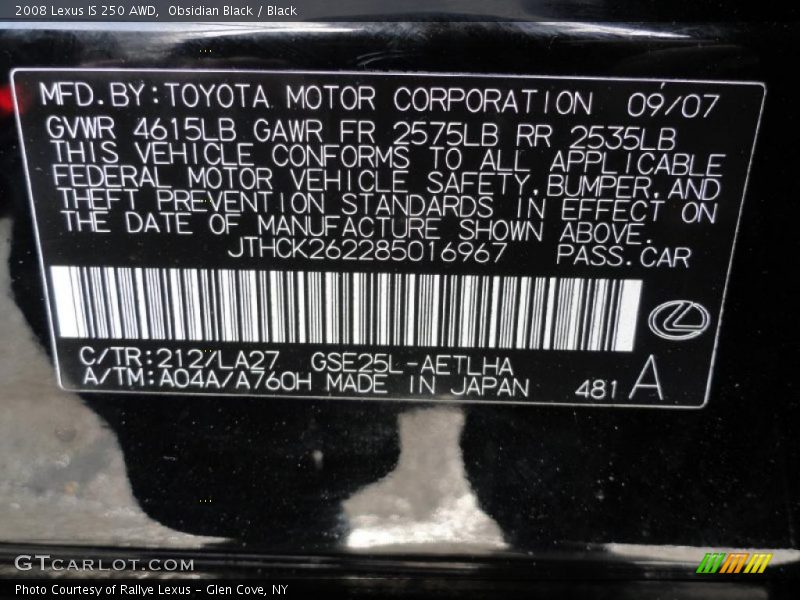 2008 Lexus IS 250 AWD,  Obsidian Black / Black
MFD.BY:TOYOTA MOTOR CORPORATION 09/07
GVWR 4615LB GAWR FR 2575LB RR 2535LB
THIS VEHICLE CONFORMS TO ALL APPLICABLE
FEDERAL MOTOR VEHICLE SAFETY,BUMPER,AND
THEFT PREVENTION STANDARDS IN EFFECT ON
THE DATE OF MANUFACTURE SHOWN ABOVE.
JTHCK262285016967 PASS.CAR
C/TR:212/LA27 GSE25L-AETLHA
A/TM:A04A/A760H MADE IN JAPAN 481 A
GTCARLOT.COM
Photo Courtesy of Rallye Lexus - Glen Cove, NY